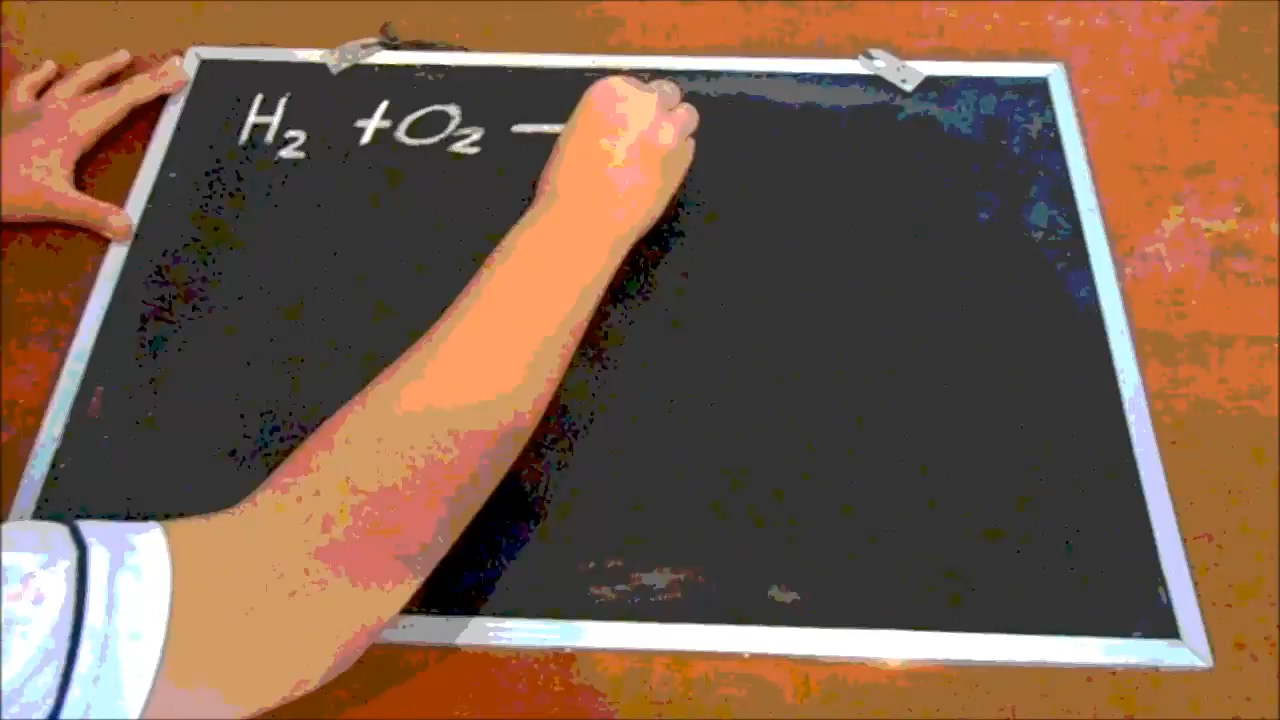 H₂ + O₂ —